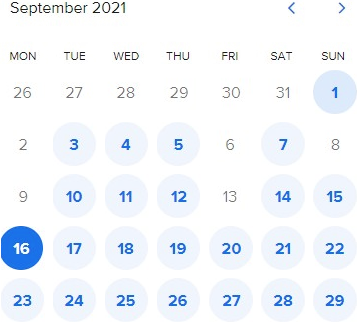 September 2021
MON TUE WED THU FRI SAT SUN
26 27 28 29 30 31 1
2 3 4 5 6 7 8
9 10 11 12 13 14 15
16 17 18 19 20 21 22
23 24 25 26 27 28 29